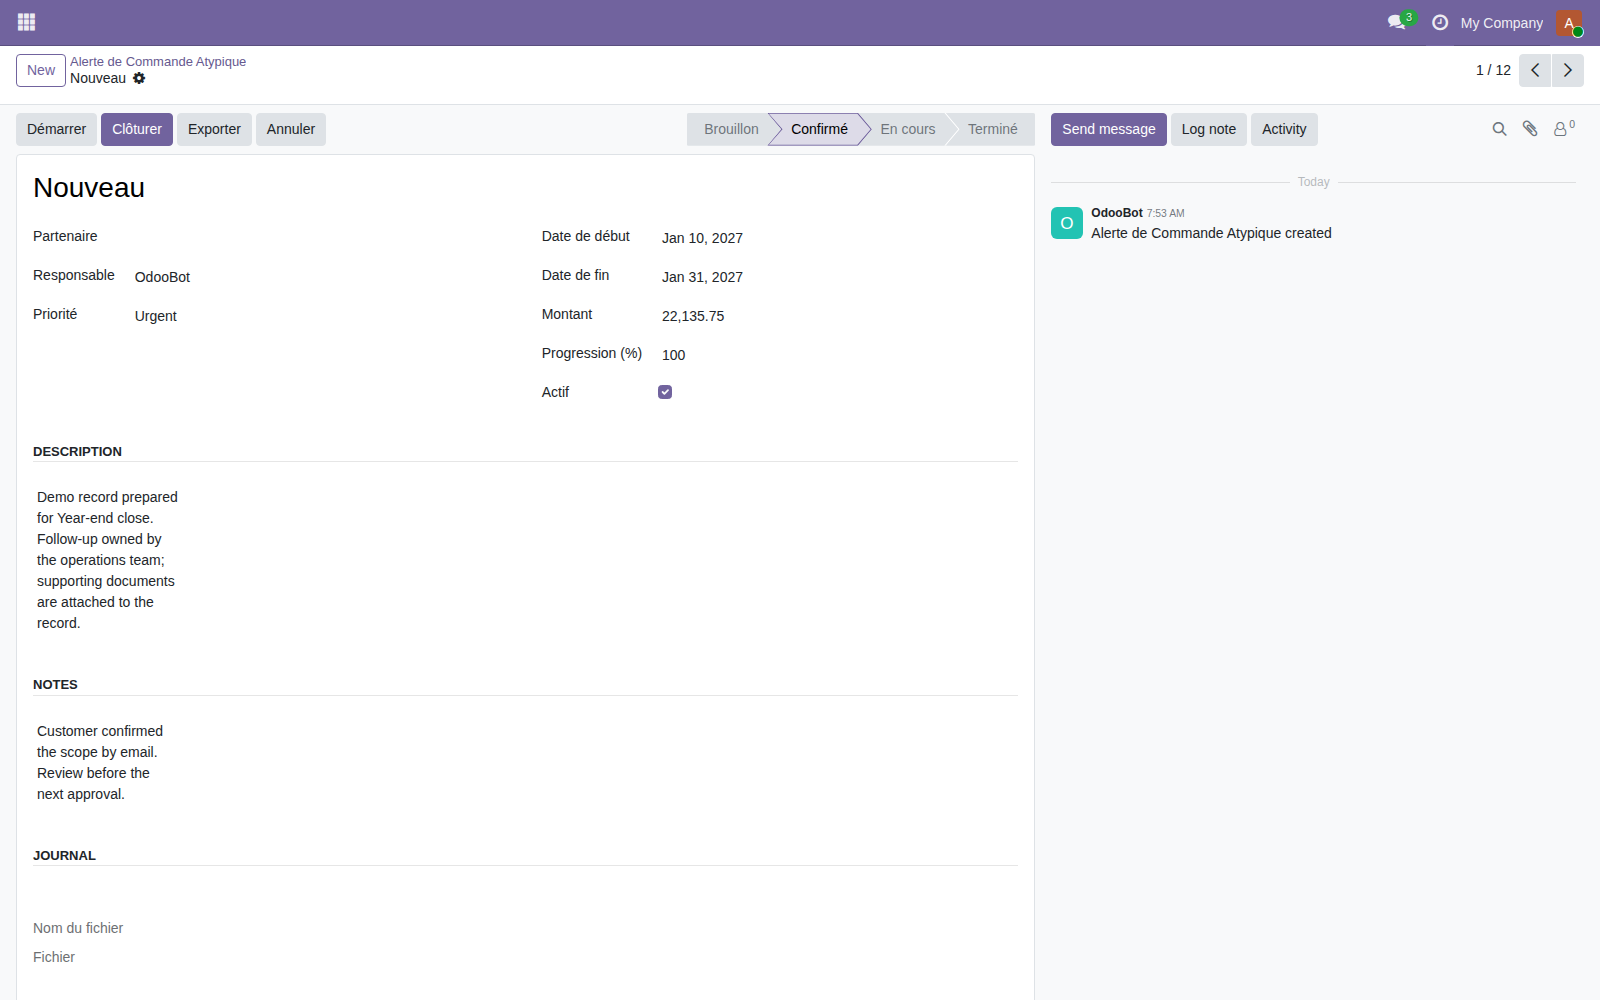 3
My Company
A
New
Alerte de Commande Atypique
Nouveau
1 / 12
Démarrer
Clôturer
Exporter
Annuler
Brouillon
Confirmé
En cours
Terminé
Send message
Log note
Activity
0
Nouveau
Partenaire
Responsable
OdooBot
Priorité
Urgent
Date de début
Jan 10, 2027
Date de fin
Jan 31, 2027
Montant
22,135.75
Progression (%)
100
Actif
DESCRIPTION
Demo record prepared
for Year-end close.
Follow-up owned by
the operations team;
supporting documents
are attached to the
record.
NOTES
Customer confirmed
the scope by email.
Review before the
next approval.
JOURNAL
Nom du fichier
Fichier
Today
O
OdooBot 7:53 AM
Alerte de Commande Atypique created